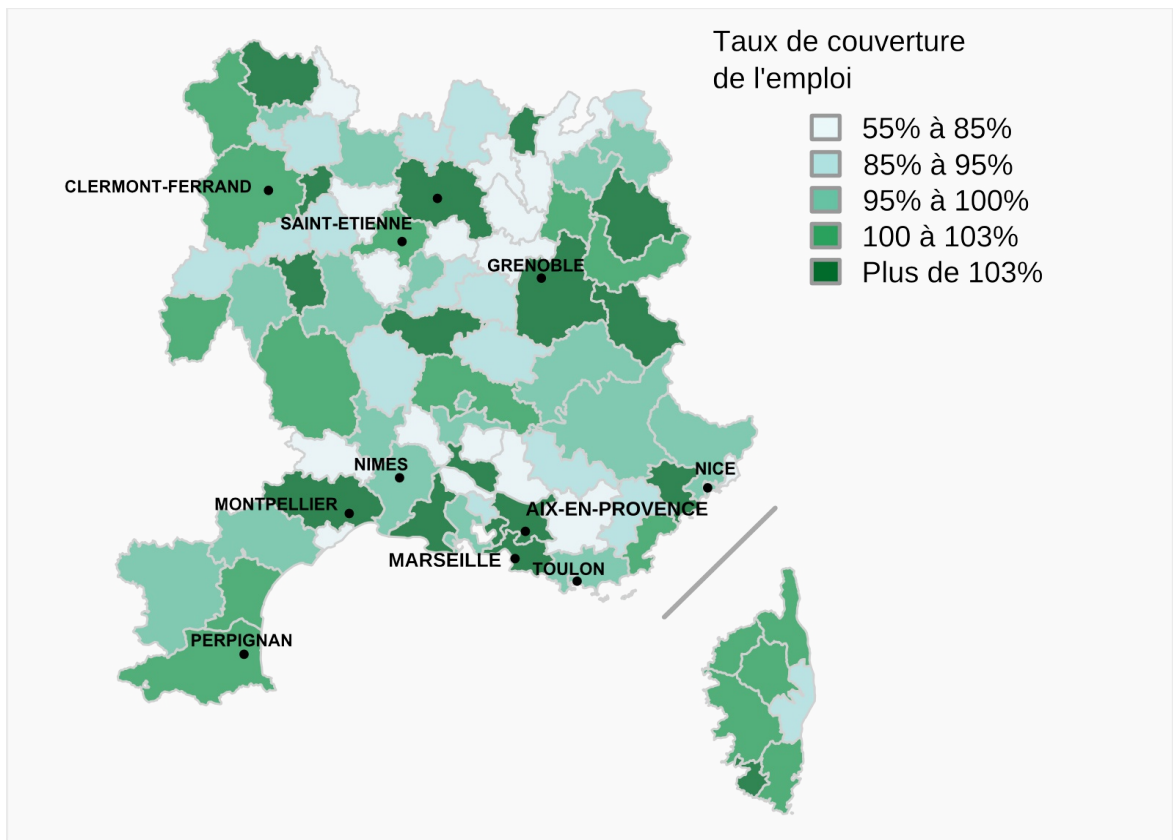 Taux de couverture
de l'emploi
55% à 85%
85% à 95%
95% à 100%
100 à 103%
Plus de 103%
CLERMONT-FERRAND
SAINT-ETIENNE
GRENOBLE
NIMES
NICE
MONTPELLIER
AIX-EN-PROVENCE
MARSEILLE
TOULON
PERPIGNAN